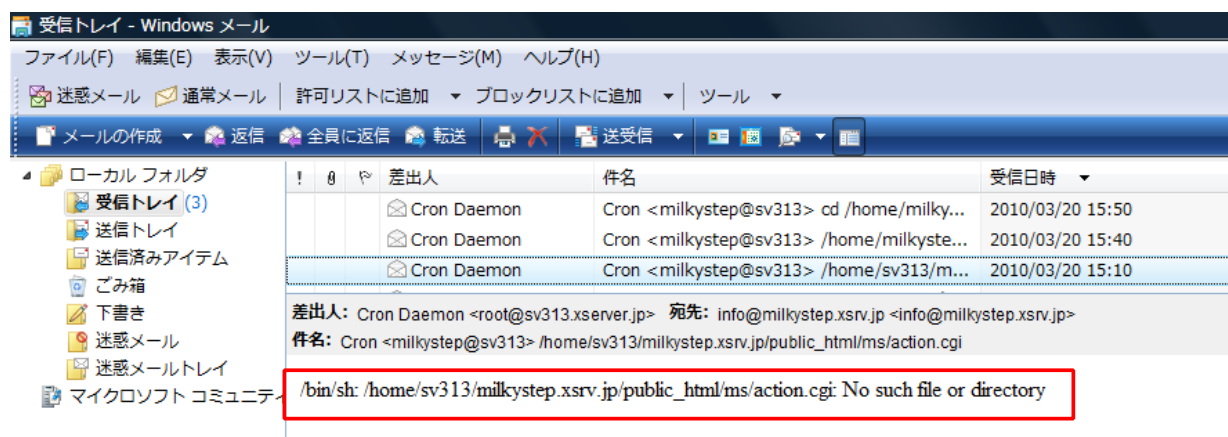 受信トレイ - Windows メール
ファイル(F) 編集(E) 表示(V) ツール(T) メッセージ(M) ヘルプ(H)
迷惑メール 通常メール 許可リストに追加 ブロックリストに追加 ツール
メールの作成 返信 全員に返信 転送 送受信
ローカル フォルダ
受信トレイ (3)
送信トレイ
送信済みアイテム
ごみ箱
下書き
迷惑メール
迷惑メールトレイ
マイクロソフト コミュニティ
! 差出人 件名 受信日時
Cron Daemon Cron <milkystep@sv313> cd /home/milky... 2010/03/20 15:50
Cron Daemon Cron <milkystep@sv313> /home/milkyste... 2010/03/20 15:40
Cron Daemon Cron <milkystep@sv313> /home/sv313/m... 2010/03/20 15:10
差出人: Cron Daemon <root@sv313.xserver.jp> 宛先: info@milkystep.xsrv.jp <info@milkystep.xsrv.jp>
件名: Cron <milkystep@sv313> /home/sv313/milkystep.xsrv.jp/public_html/ms/action.cgi
/bin/sh: /home/sv313/milkystep.xsrv.jp/public_html/ms/action.cgi: No such file or directory